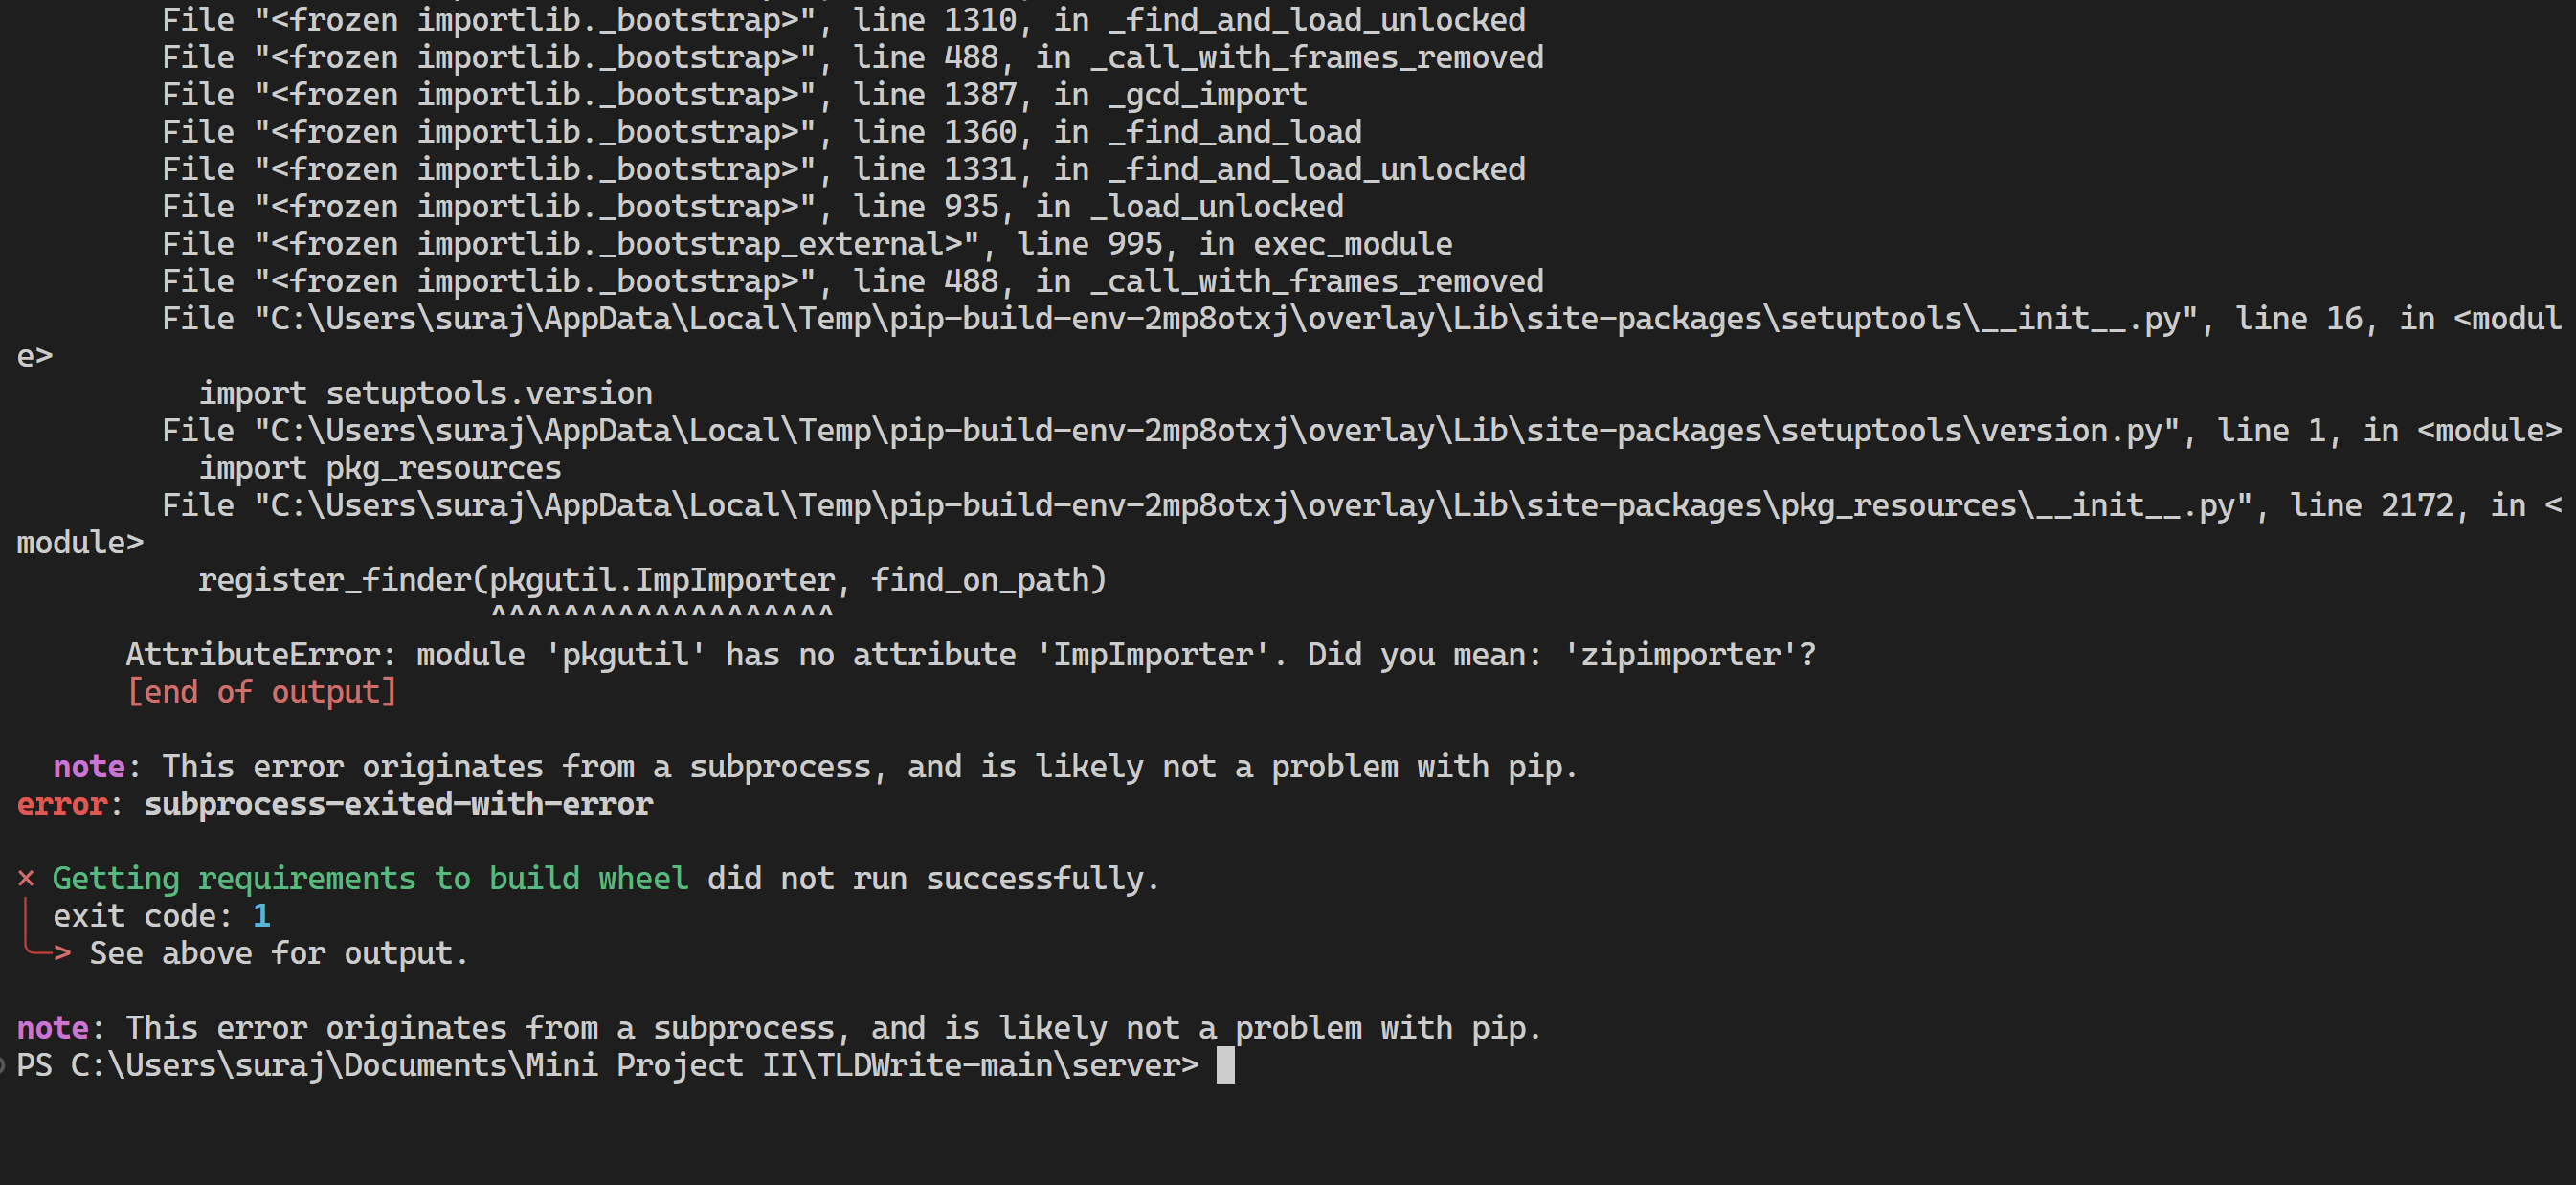 File "<frozen importlib._bootstrap>", line 1310, in _find_and_load_unlocked
File "<frozen importlib._bootstrap>", line 488, in _call_with_frames_removed
File "<frozen importlib._bootstrap>", line 1387, in _gcd_import
File "<frozen importlib._bootstrap>", line 1360, in _find_and_load
File "<frozen importlib._bootstrap>", line 1331, in _find_and_load_unlocked
File "<frozen importlib._bootstrap>", line 935, in _load_unlocked
File "<frozen importlib._bootstrap_external>", line 995, in exec_module
File "<frozen importlib._bootstrap>", line 488, in _call_with_frames_removed
File "C:\Users\suraj\AppData\Local\Temp\pip-build-env-2mp8otxj\overlay\Lib\site-packages\setuptools\__init__.py", line 16, in <modul
e>
import setuptools.version
File "C:\Users\suraj\AppData\Local\Temp\pip-build-env-2mp8otxj\overlay\Lib\site-packages\setuptools\version.py", line 1, in <module>
import pkg_resources
File "C:\Users\suraj\AppData\Local\Temp\pip-build-env-2mp8otxj\overlay\Lib\site-packages\pkg_resources\__init__.py", line 2172, in <
module>
register_finder(pkgutil.ImpImporter, find_on_path)
^^^^^^^^^^^^^^^^^^^
AttributeError: module 'pkgutil' has no attribute 'ImpImporter'. Did you mean: 'zipimporter'?
[end of output]
note: This error originates from a subprocess, and is likely not a problem with pip.
error: subprocess-exited-with-error
× Getting requirements to build wheel did not run successfully.
│ exit code: 1
╰─> See above for output.
note: This error originates from a subprocess, and is likely not a problem with pip.
PS C:\Users\suraj\Documents\Mini Project II\TLDWrite-main\server>